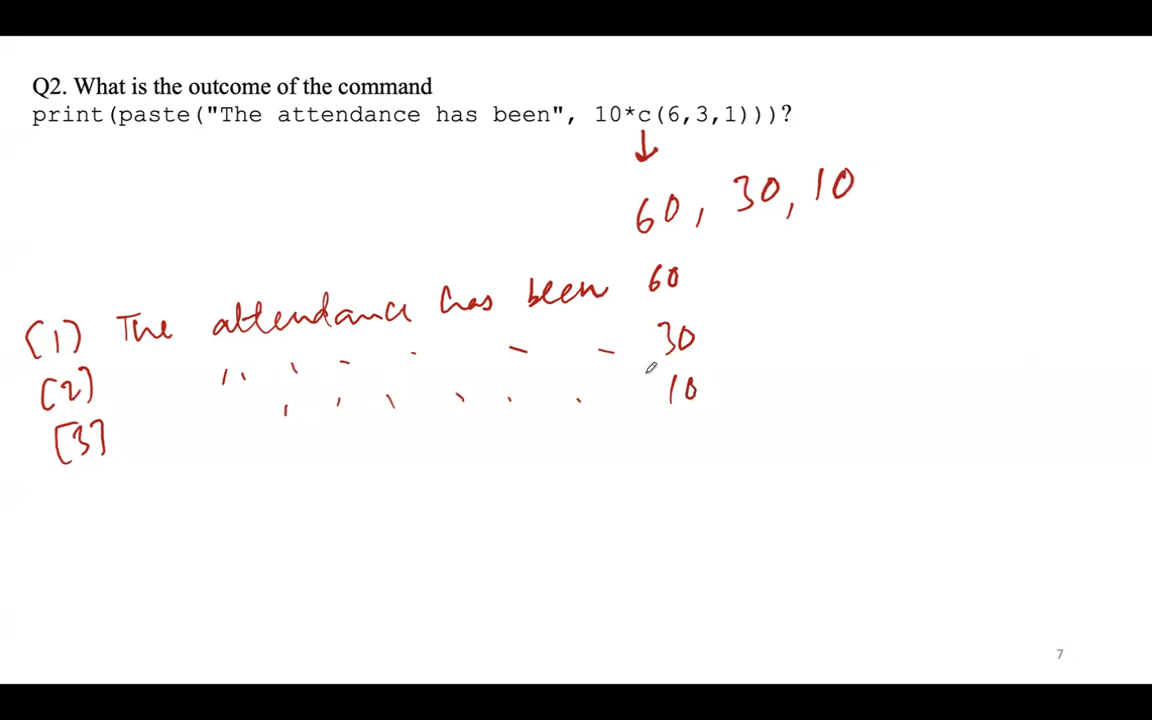 Q2. What is the outcome of the command
print(paste("The attendance has been", 10*c(6,3,1)))?
60, 30, 10
(1) The attendance has been 60
[2) " 30
[3] 10
7